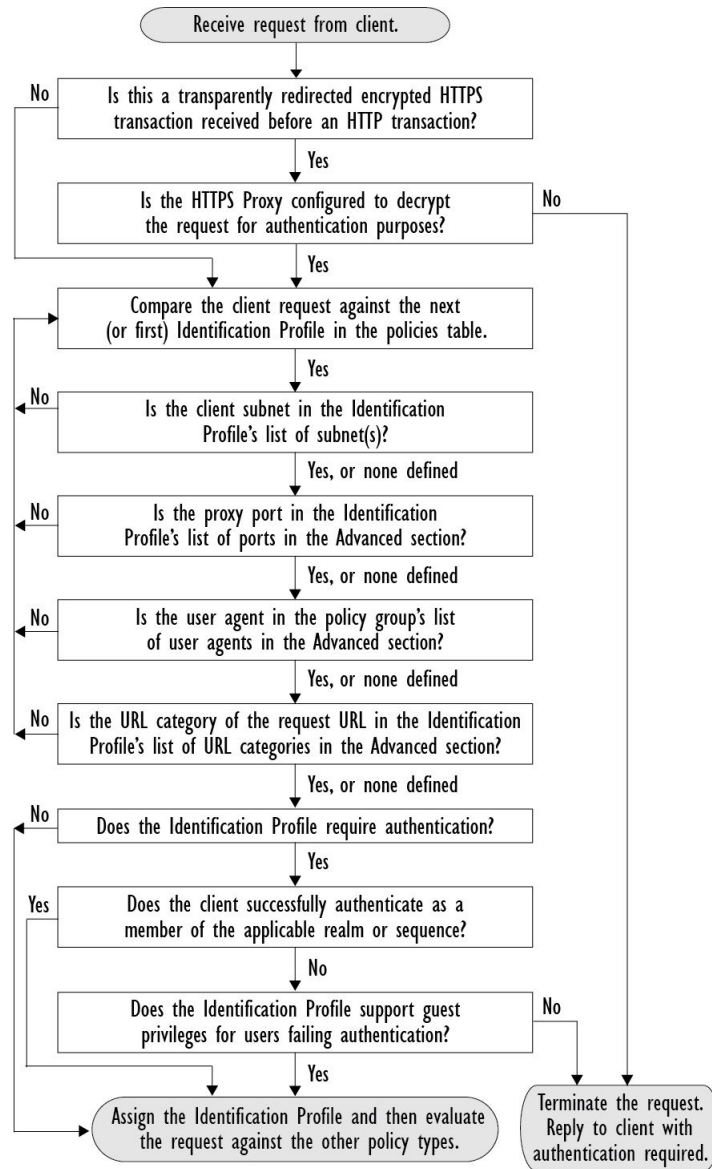 Receive request from client.
No
Is this a transparently redirected encrypted HTTPS
transaction received before an HTTP transaction?
Yes
Is the HTTPS Proxy configured to decrypt
the request for authentication purposes?
No
Yes
Compare the client request against the next
(or first) Identification Profile in the policies table.
Yes
No
Is the client subnet in the Identification
Profile's list of subnet(s)?
Yes, or none defined
No
Is the proxy port in the Identification
Profile's list of ports in the Advanced section?
Yes, or none defined
No
Is the user agent in the policy group's list
of user agents in the Advanced section?
Yes, or none defined
No
Is the URL category of the request URL in the Identification
Profile's list of URL categories in the Advanced section?
Yes, or none defined
No
Does the Identification Profile require authentication?
Yes
Yes
Does the client successfully authenticate as a
member of the applicable realm or sequence?
No
Does the Identification Profile support guest
privileges for users failing authentication?
No
Yes
Assign the Identification Profile and then evaluate
the request against the other policy types.
Terminate the request.
Reply to client with
authentication required.